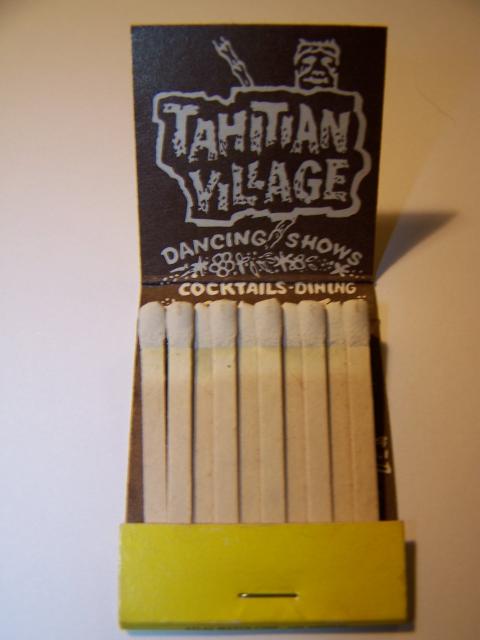 TAHITIAN
VILLAGE
DANCING SHOWS
COCKTAILS-DINING